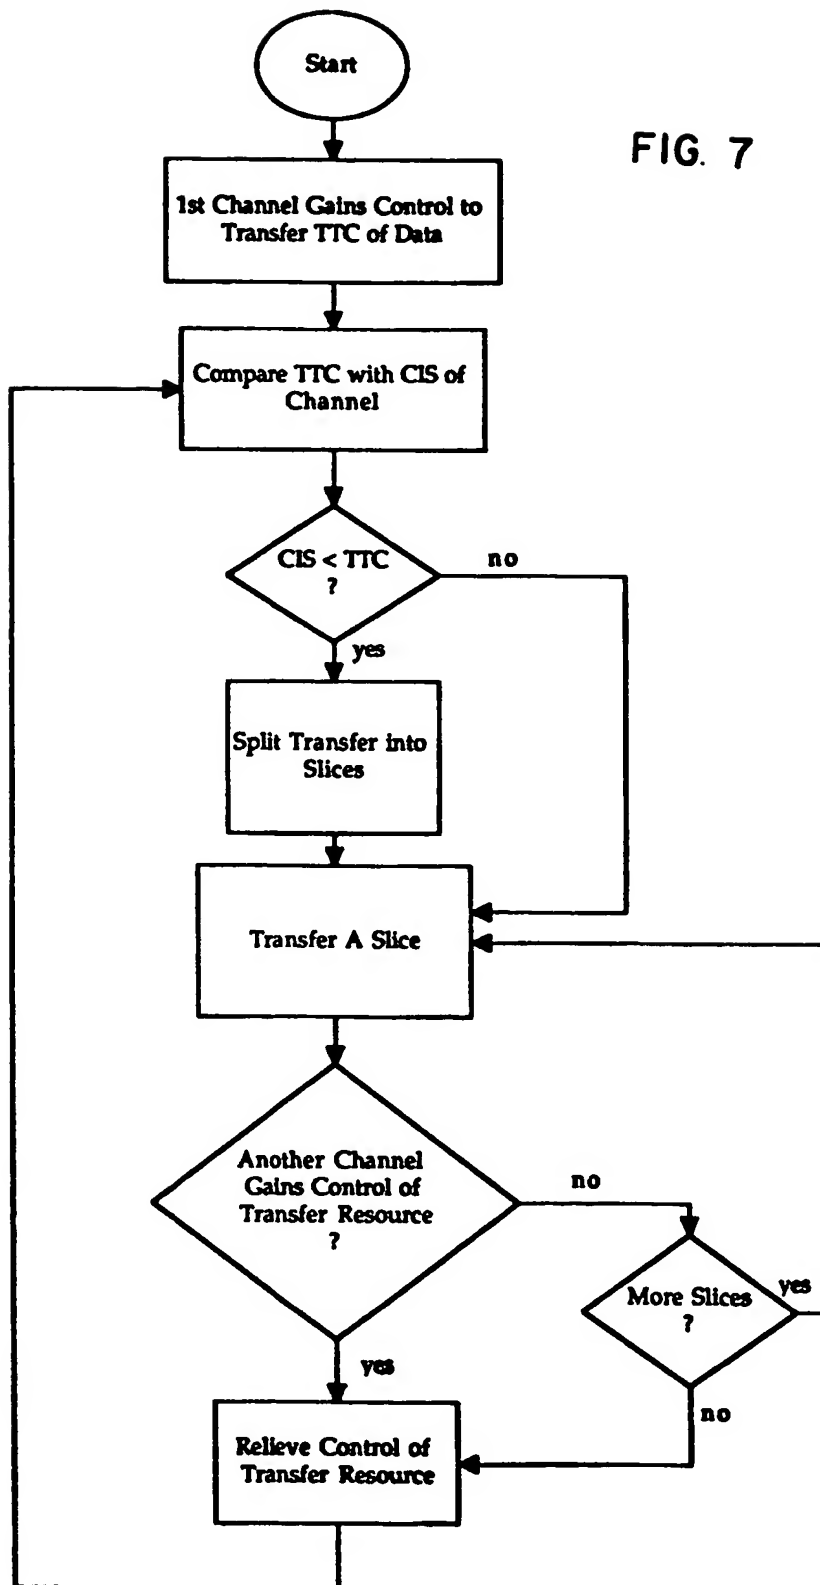 Start
FIG. 7
1st Channel Gains Control to
Transfer TTC of Data
Compare TTC with CIS of
Channel
CIS < TTC
?
no
yes
Split Transfer into
Slices
Transfer A Slice
Another Channel
Gains Control of
Transfer Resource
?
no
More Slices
?
yes
yes
no
Relieve Control of
Transfer Resource